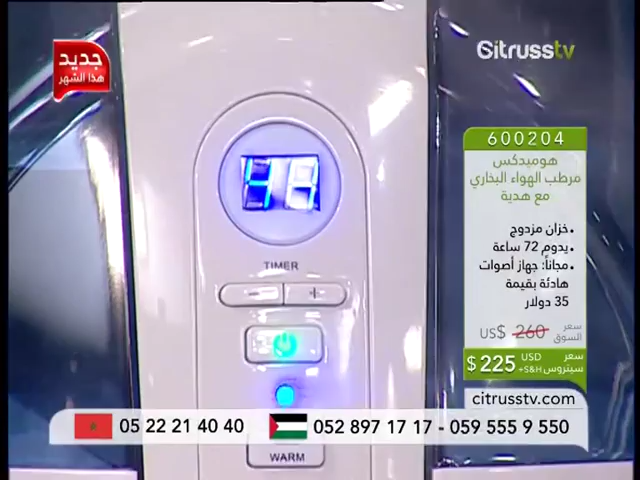 جديد
هذا الشهر
Citrusstv
600204
هوميدكس
مرطب الهواء البخاري
مع هدية
• خزان مزدوج
• يدوم 72 ساعة
• مجاناً: جهاز أصوات
هادئة بقيمة
35 دولار
US$ 260 سعر السوق
$ 225 USD +S&H سعر سيتروس
citrusstv.com
TIMER
- +
WARM
05 22 21 40 40
052 897 17 17 - 059 555 9 550